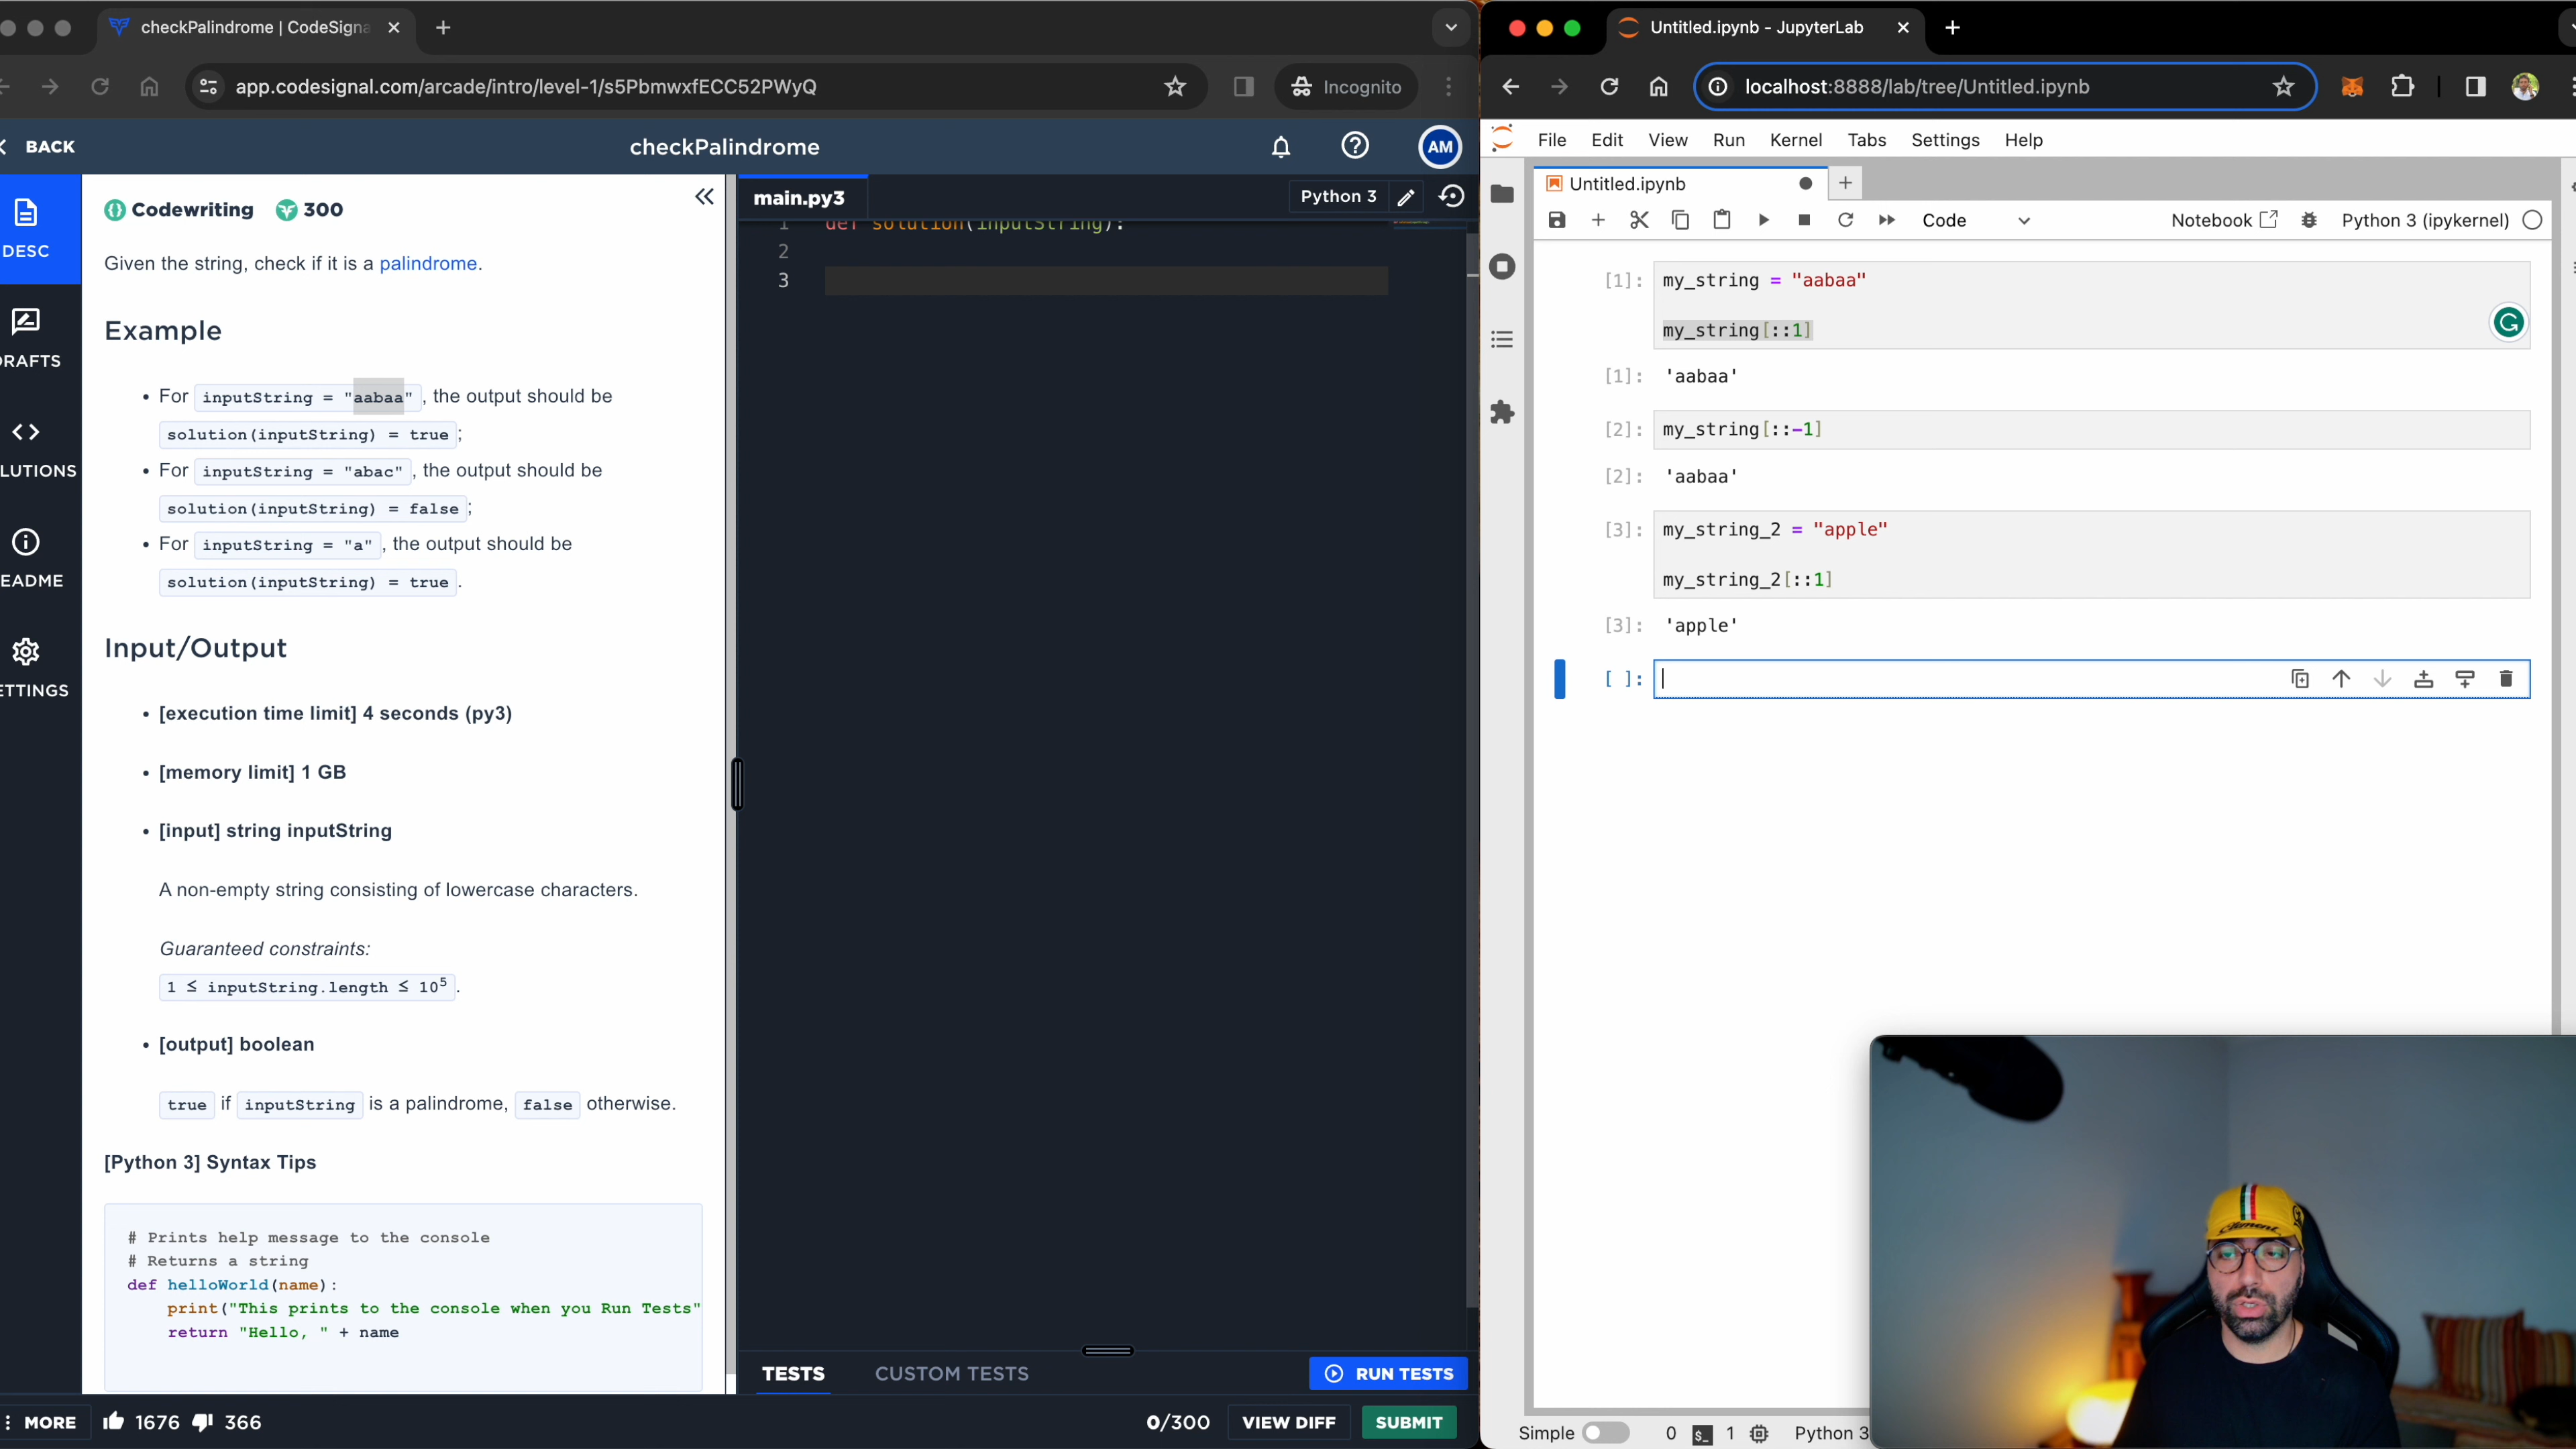 checkPalindrome | CodeSigna
app.codesignal.com/arcade/intro/level-1/s5PbmwxfECC52PWyQ
Incognito
BACK
checkPalindrome
AM
DESC
DRAFTS
LUTIONS
EADME
ETTINGS
Codewriting 300
Given the string, check if it is a palindrome.
Example
• For inputString = "aabaa", the output should be
solution(inputString) = true;
• For inputString = "abac", the output should be
solution(inputString) = false;
• For inputString = "a", the output should be
solution(inputString) = true.
Input/Output
• [execution time limit] 4 seconds (py3)
• [memory limit] 1 GB
• [input] string inputString
A non-empty string consisting of lowercase characters.
Guaranteed constraints:
1 ≤ inputString.length ≤ 10⁵.
• [output] boolean
true if inputString is a palindrome, false otherwise.
[Python 3] Syntax Tips
# Prints help message to the console
# Returns a string
def helloWorld(name):
print("This prints to the console when you Run Tests"
return "Hello, " + name
MORE 1676 366
main.py3
Python 3
1 def solution(inputString):
2
3
TESTS
CUSTOM TESTS
RUN TESTS
0/300
VIEW DIFF
SUBMIT
Untitled.ipynb - JupyterLab
localhost:8888/lab/tree/Untitled.ipynb
File Edit View Run Kernel Tabs Settings Help
Untitled.ipynb
Code
Notebook
Python 3 (ipykernel)
[1]: my_string = "aabaa"
my_string[::1]
[1]: 'aabaa'
[2]: my_string[::-1]
[2]: 'aabaa'
[3]: my_string_2 = "apple"
my_string_2[::1]
[3]: 'apple'
[ ]:
Simple 0 1 Python 3